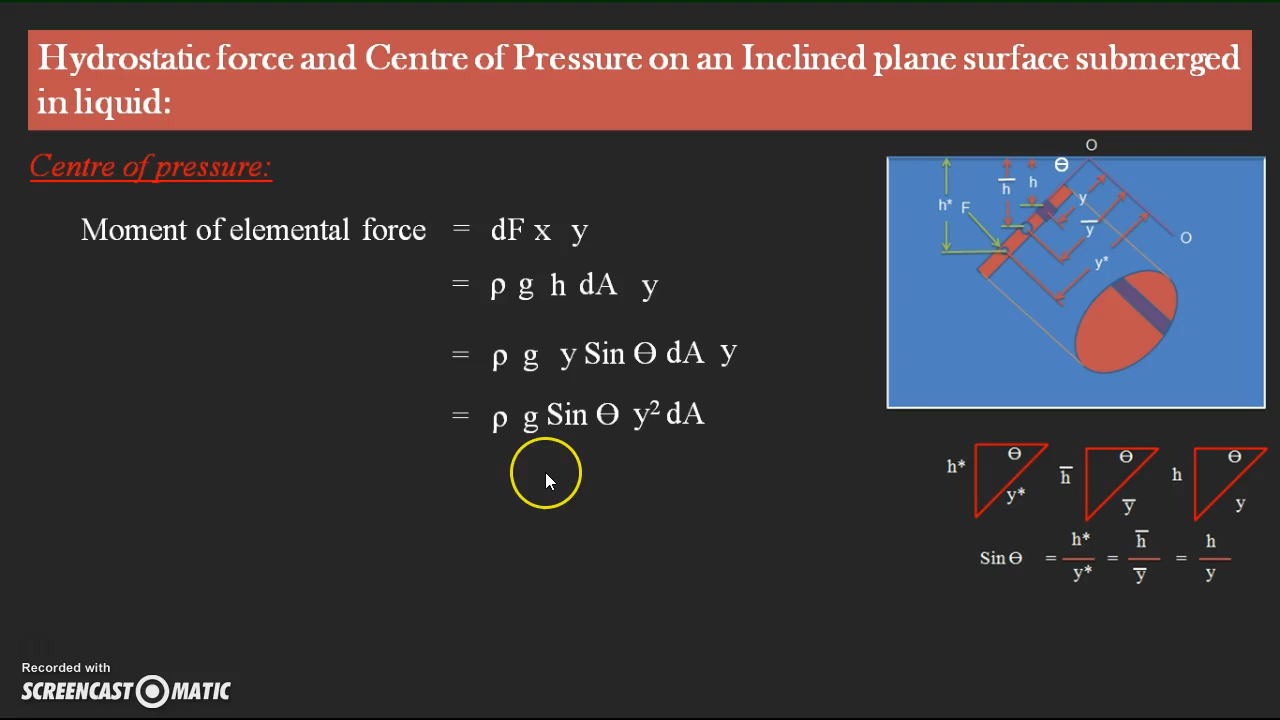 Hydrostatic force and Centre of Pressure on an Inclined plane surface submerged
in liquid:
Centre of pressure:
Moment of elemental force = dF x y
= ρ g h dA y
= ρ g y Sin Ɵ dA y
= ρ g Sin Ɵ y² dA
O
Ɵ
h̅ h
h* F
y
y̅
O
y*
h* Ɵ y*
h̅ Ɵ y̅
h Ɵ y
Sin Ɵ = h*/y* = h̅/y̅ = h/y
Recorded with
SCREENCAST O MATIC